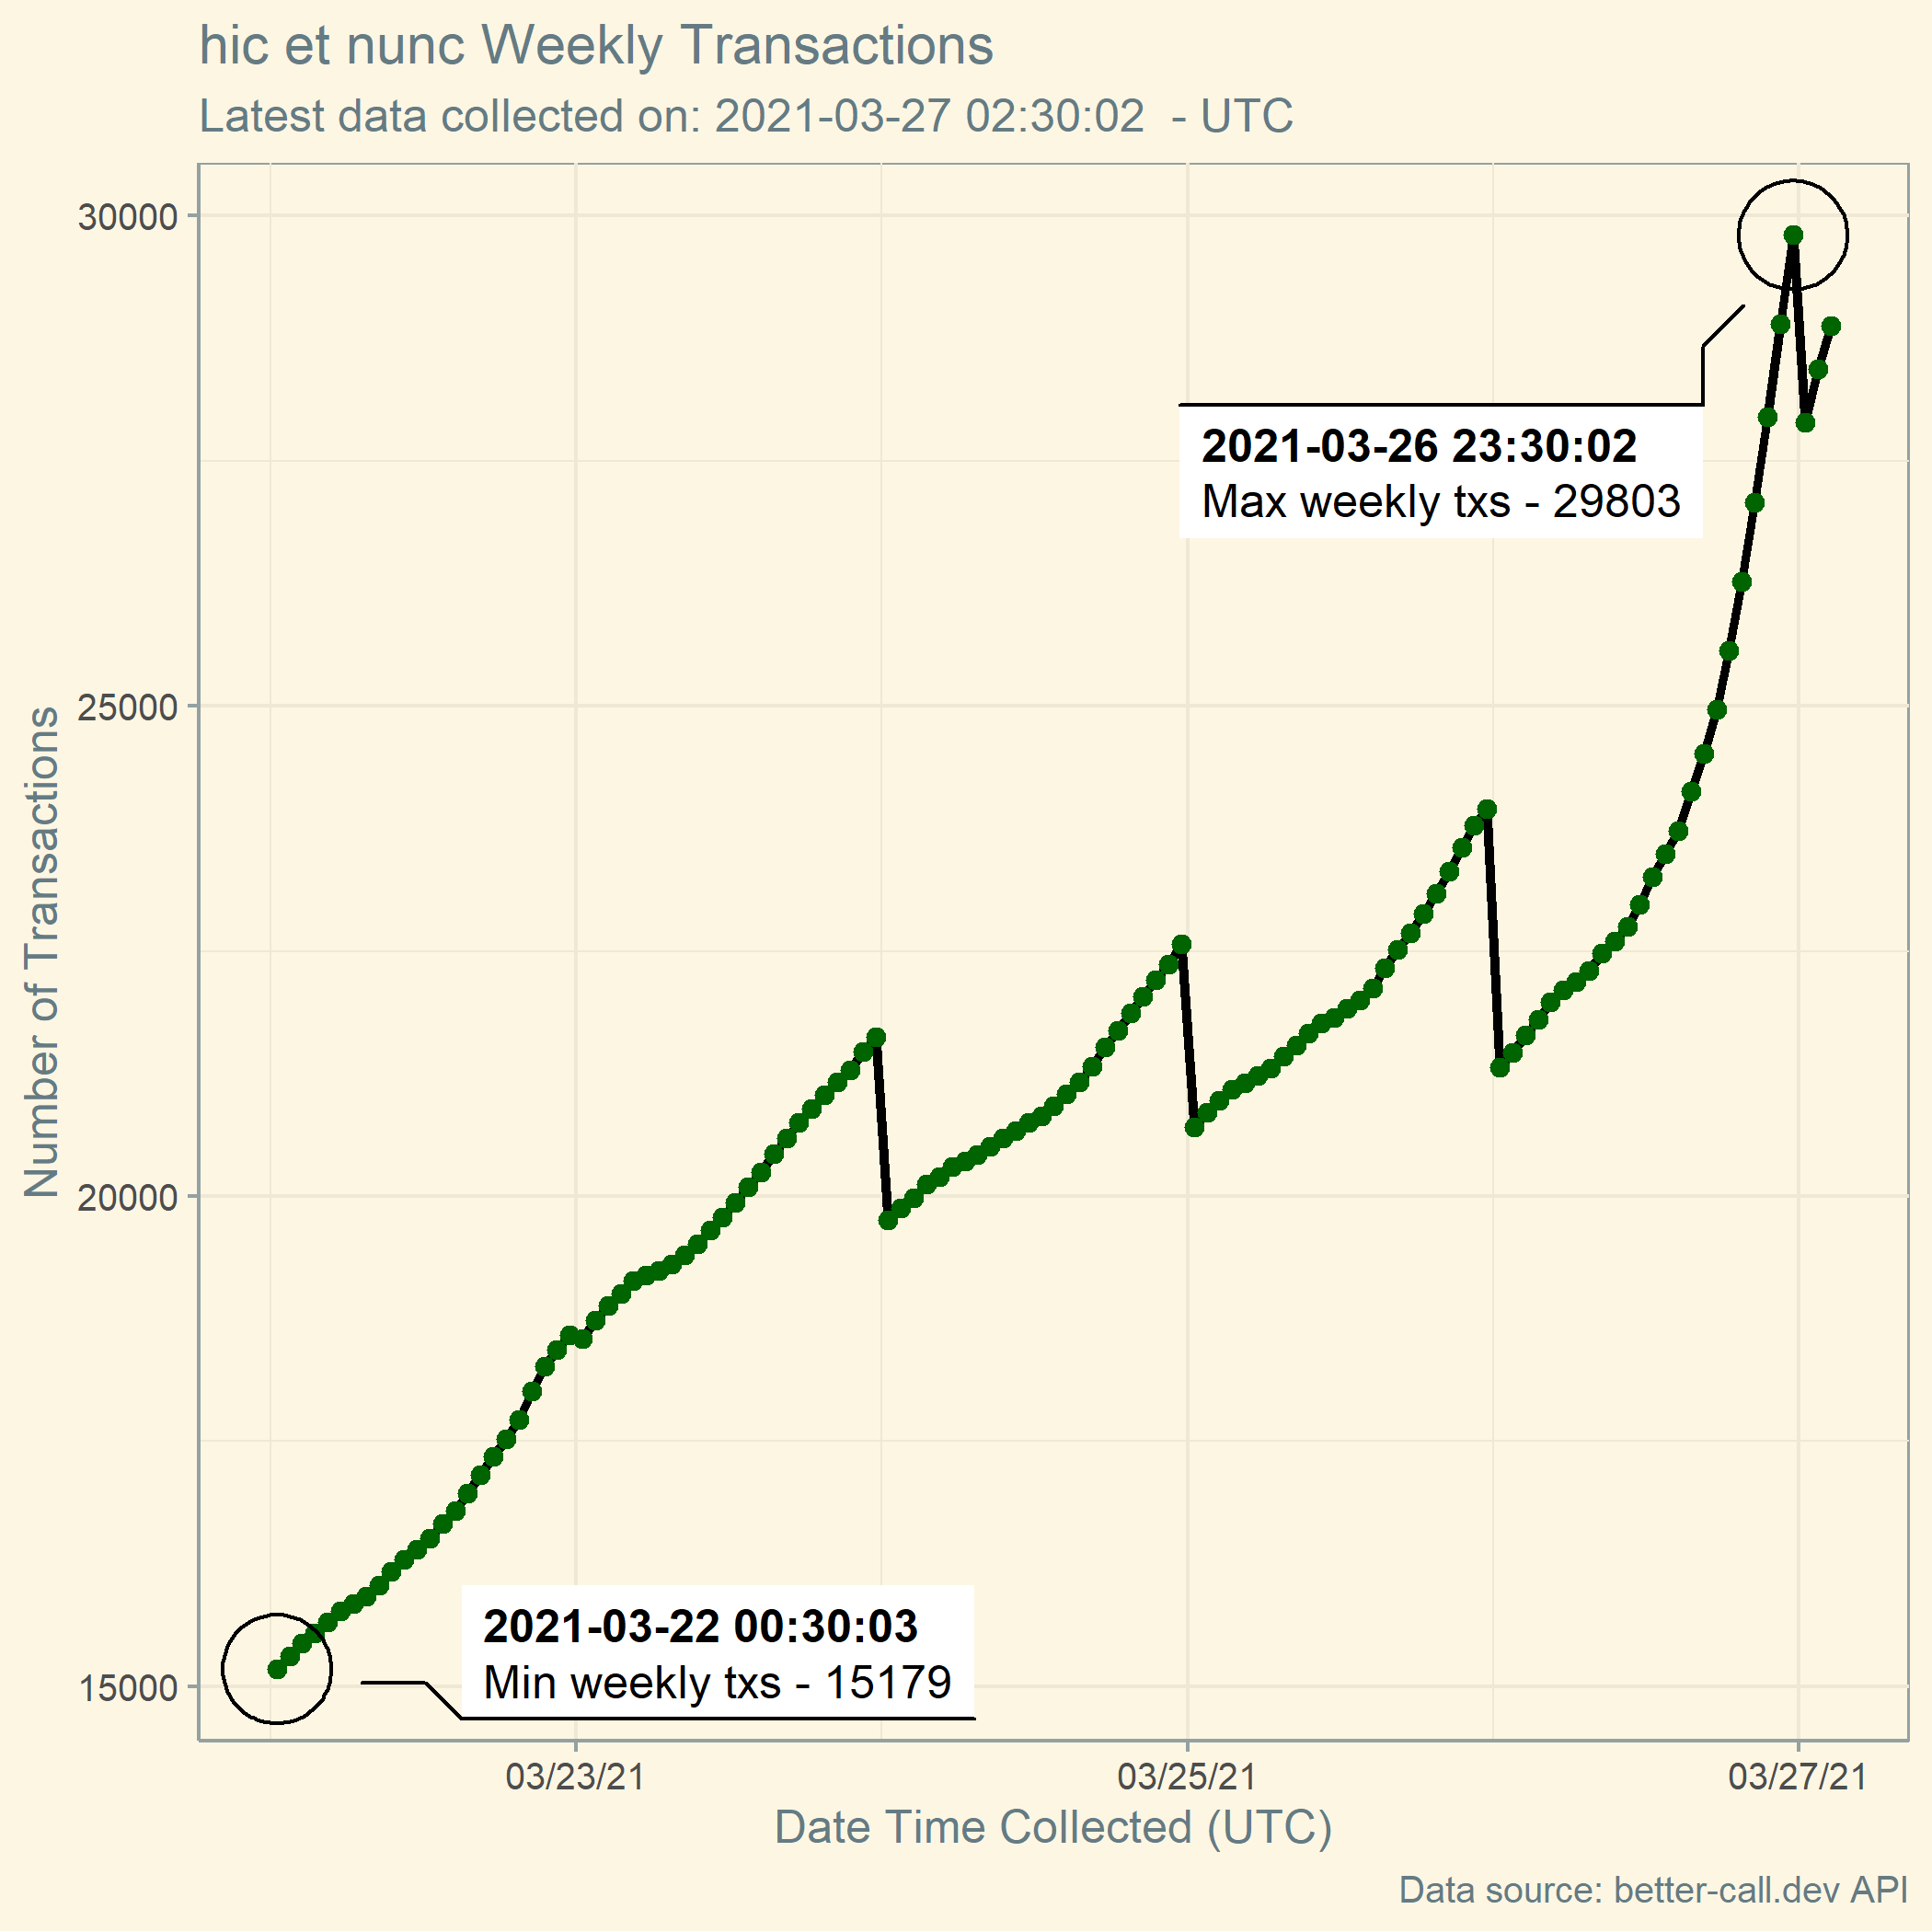 hic et nunc Weekly Transactions
Latest data collected on: 2021-03-27 02:30:02  - UTC
Number of Transactions
30000
25000
20000
15000
2021-03-26 23:30:02
Max weekly txs - 29803
2021-03-22 00:30:03
Min weekly txs - 15179
03/23/21
03/25/21
03/27/21
Date Time Collected (UTC)
Data source: better-call.dev API